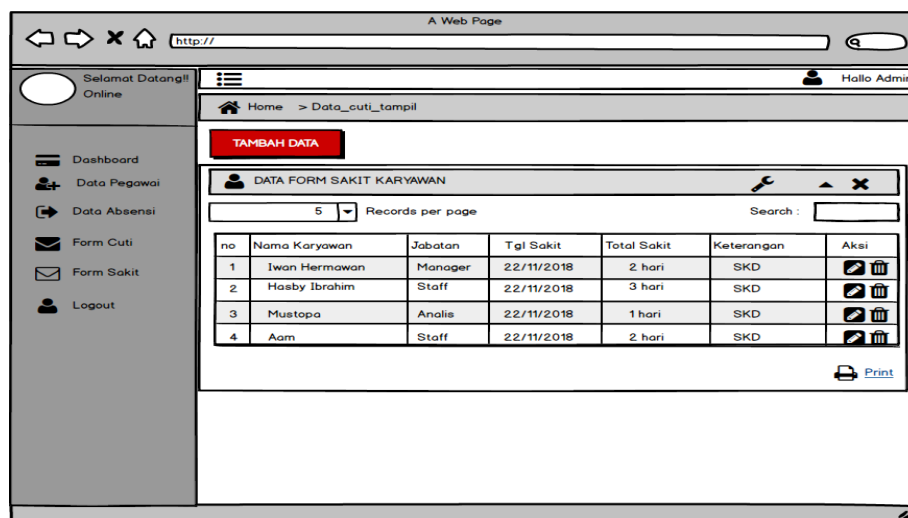 A Web Page
http://
Selamat Datang!!
Online
Hallo Admin
Home > Data_cuti_tampil
TAMBAH DATA
Dashboard
Data Pegawai
Data Absensi
Form Cuti
Form Sakit
Logout
DATA FORM SAKIT KARYAWAN
5 Records per page Search :
no Nama Karyawan Jabatan Tgl Sakit Total Sakit Keterangan Aksi
1 Iwan Hermawan Manager 22/11/2018 2 hari SKD
2 Hasby Ibrahim Staff 22/11/2018 3 hari SKD
3 Mustopa Analis 22/11/2018 1 hari SKD
4 Aam Staff 22/11/2018 2 hari SKD
Print